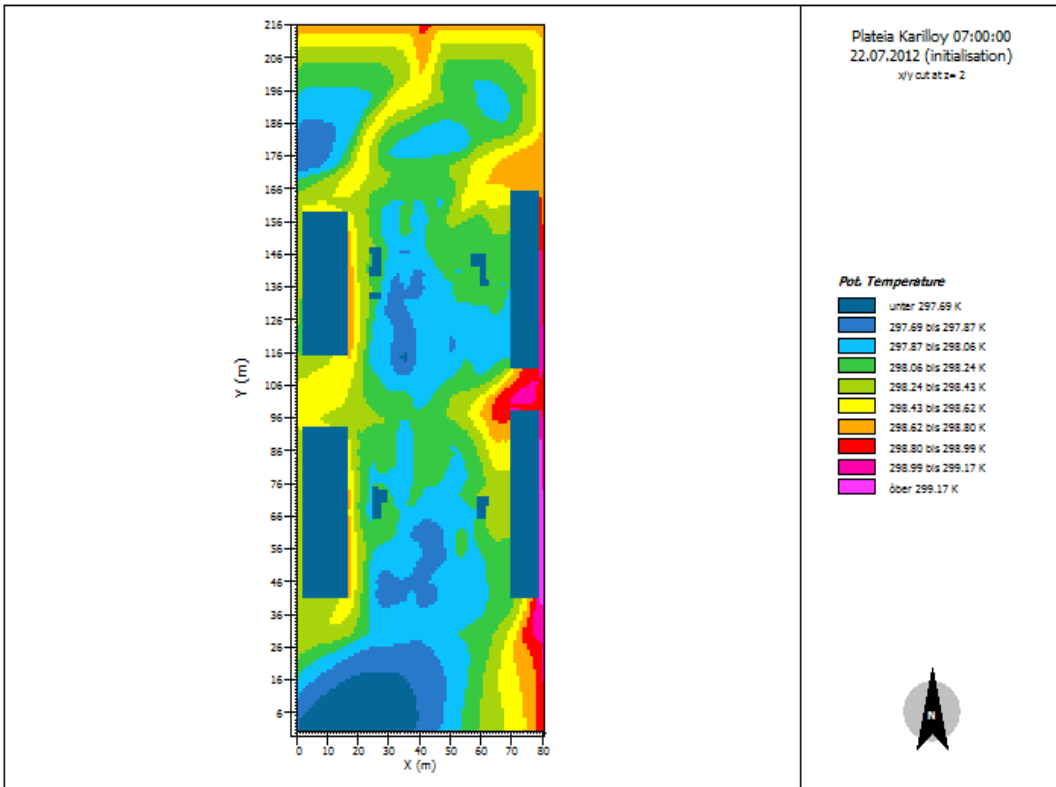 Plateia Karilloy 07:00:00
22.07.2012 (initialisation)
x/y cut at z= 2
216
206
196
186
176
166
156
146
136
126
116
106
96
86
76
66
56
46
36
26
16
6
Y (m)
0 10 20 30 40 50 60 70 80
X (m)
Pot. Temperature
unter 297.69 K
297.69 bis 297.87 K
297.87 bis 298.06 K
298.06 bis 298.24 K
298.24 bis 298.43 K
298.43 bis 298.62 K
298.62 bis 298.80 K
298.80 bis 298.99 K
298.99 bis 299.17 K
öber 299.17 K
N